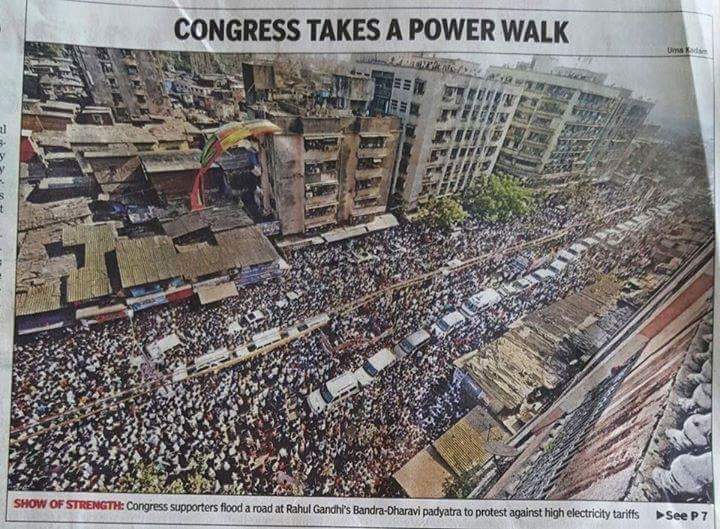 CONGRESS TAKES A POWER WALK
Uma Kadam
SHOW OF STRENGTH: Congress supporters flood a road at Rahul Gandhi's Bandra-Dharavi padyatra to protest against high electricity tariffs ▶See P 7